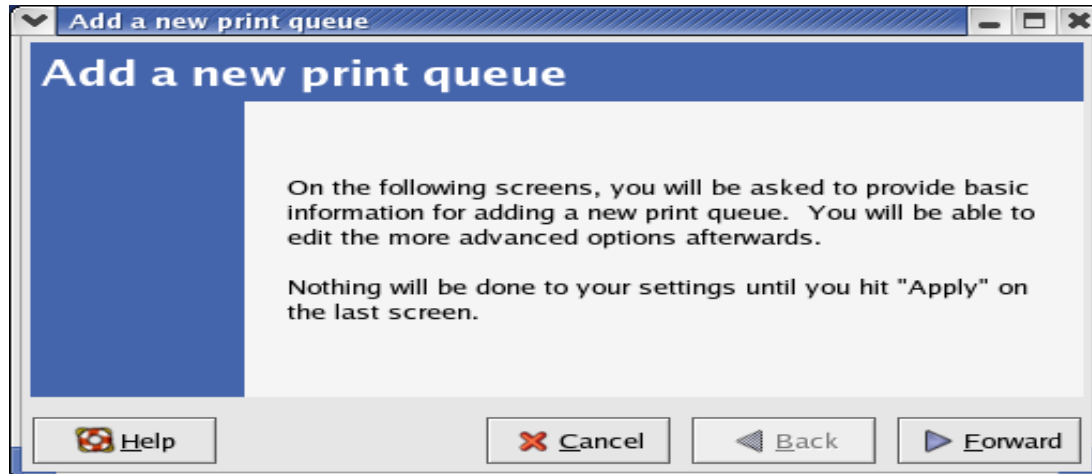 Add a new print queue
Add a new print queue
On the following screens, you will be asked to provide basic
information for adding a new print queue.  You will be able to
edit the more advanced options afterwards.
Nothing will be done to your settings until you hit "Apply" on
the last screen.
Help
Cancel
Back
Forward